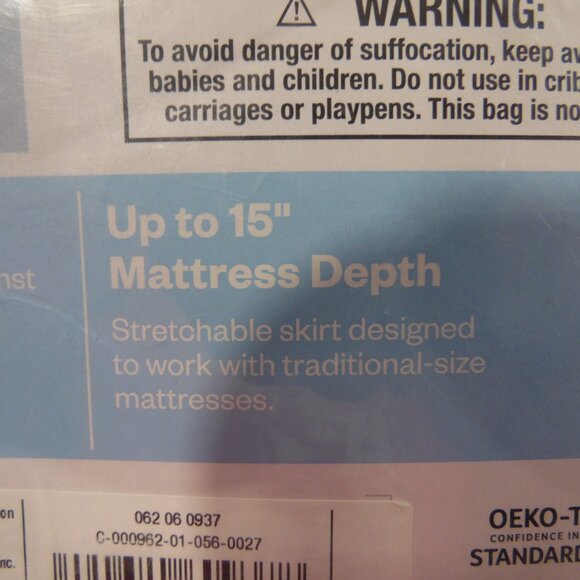 WARNING:
To avoid danger of suffocation, keep
babies and children. Do not use in
carriages or playpens. This bag is
Up to 15"
Mattress Depth
Stretchable skirt designed
to work with traditional-size
mattresses.
062 06 0937
C-000962-01-056-0027
CONFIDENCE IN
STANDARD